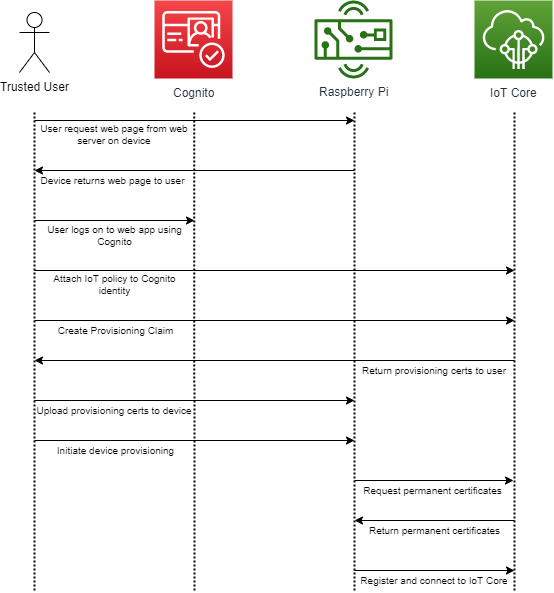 Trusted User
Cognito
Raspberry Pi
IoT Core
User request web page from web
server on device
Device returns web page to user
User logs on to web app using
Cognito
Attach IoT policy to Cognito
identity
Create Provisioning Claim
Return provisioning certs to user
Upload provisioning certs to device
Initiate device provisioning
Request permanent certificates
Return permanent certificates
Register and connect to IoT Core